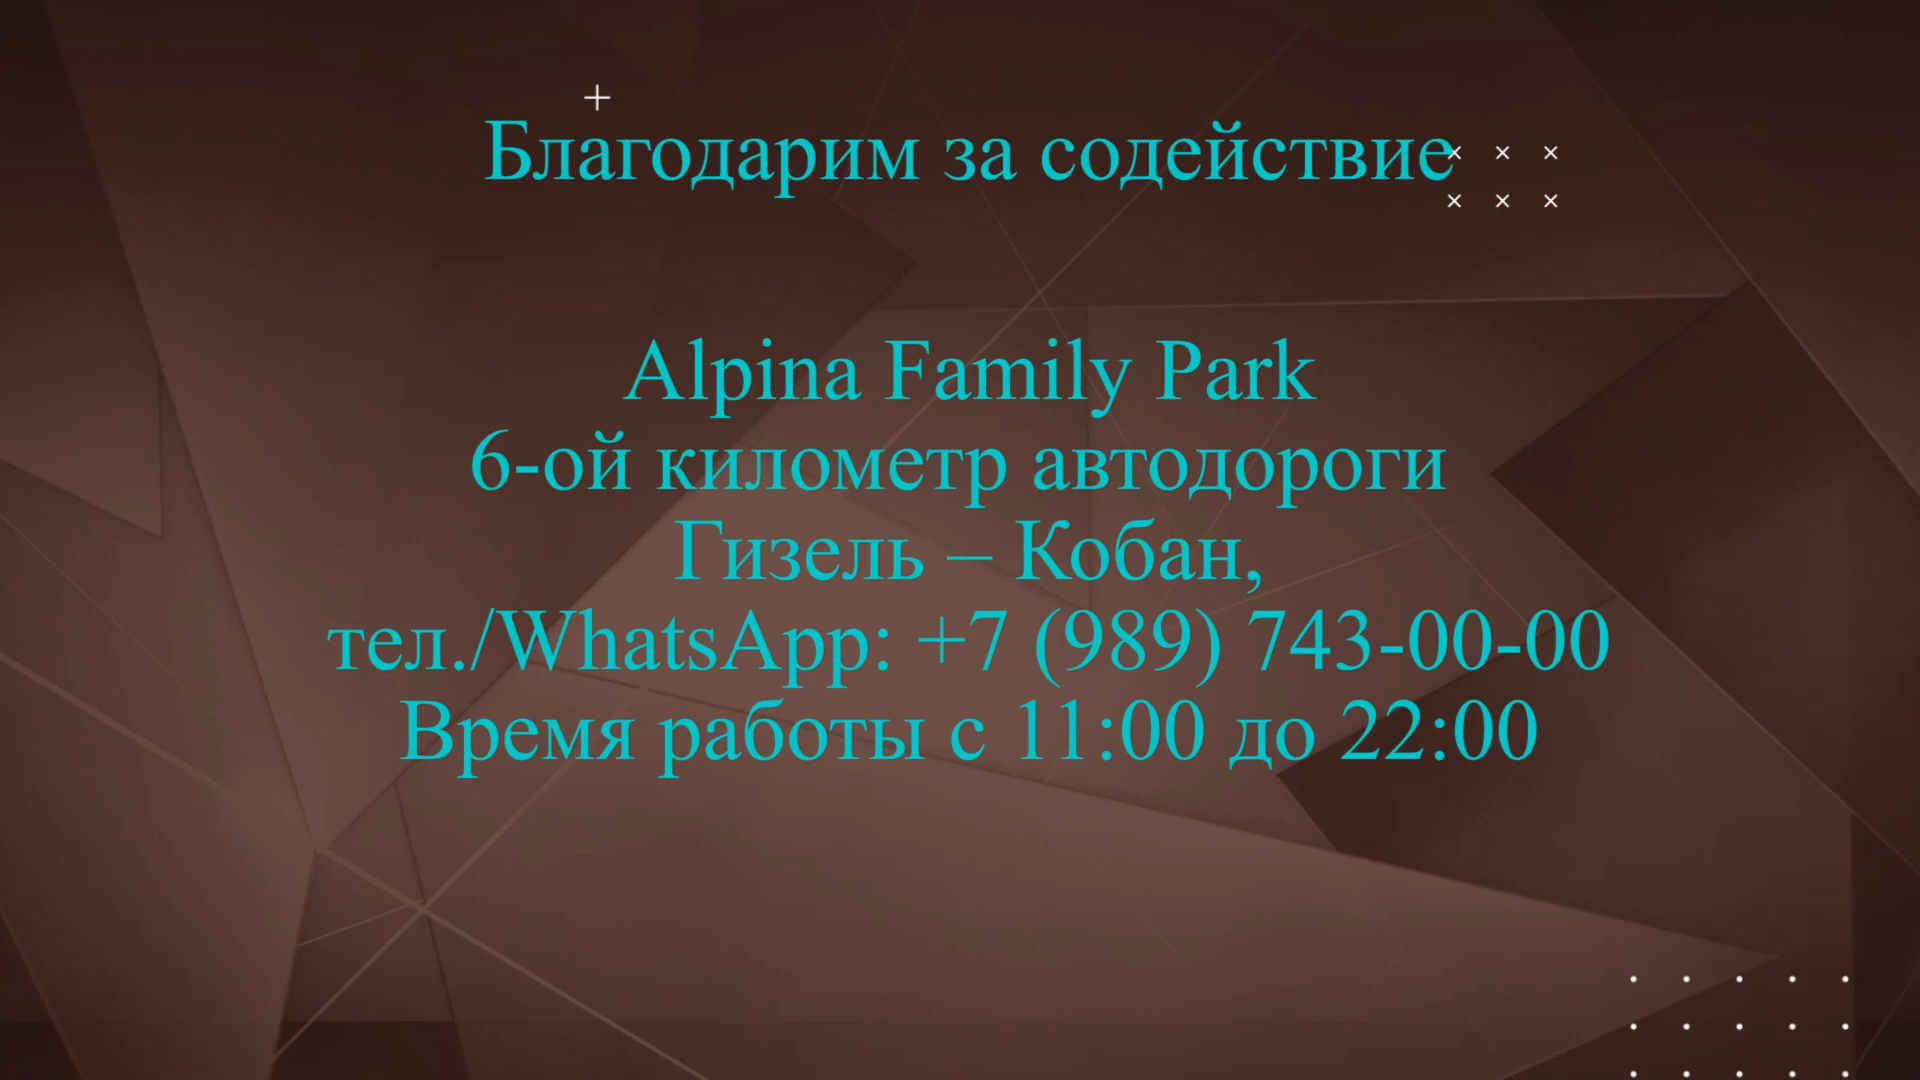 Благодарим за содействие
Alpina Family Park
6-ой километр автодороги
Гизель – Кобан,
тел./WhatsApp: +7 (989) 743-00-00
Время работы с 11:00 до 22:00